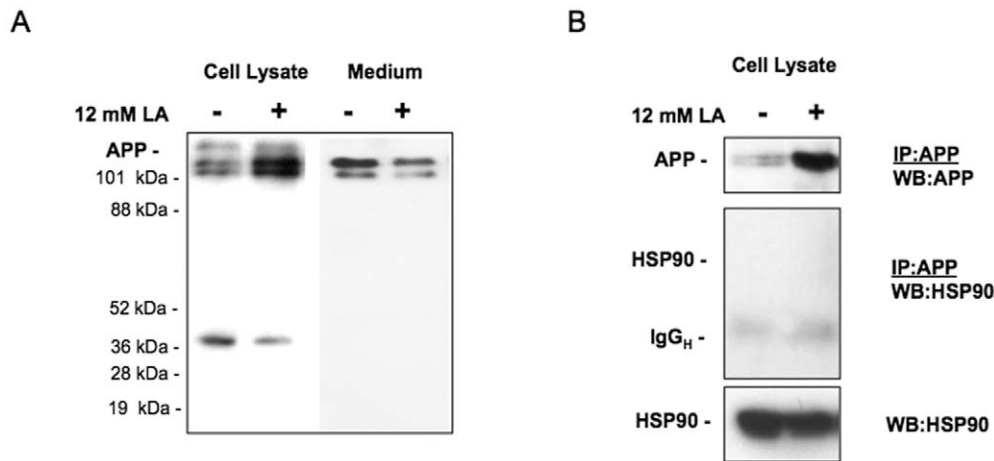 A
Cell Lysate Medium
12 mM LA - + - +
APP -
101 kDa -
88 kDa -
52 kDa -
36 kDa -
28 kDa -
19 kDa -
B
Cell Lysate
12 mM LA - +
APP - IP:APP
WB:APP
HSP90 - IP:APP
WB:HSP90
IgGH -
HSP90 - WB:HSP90